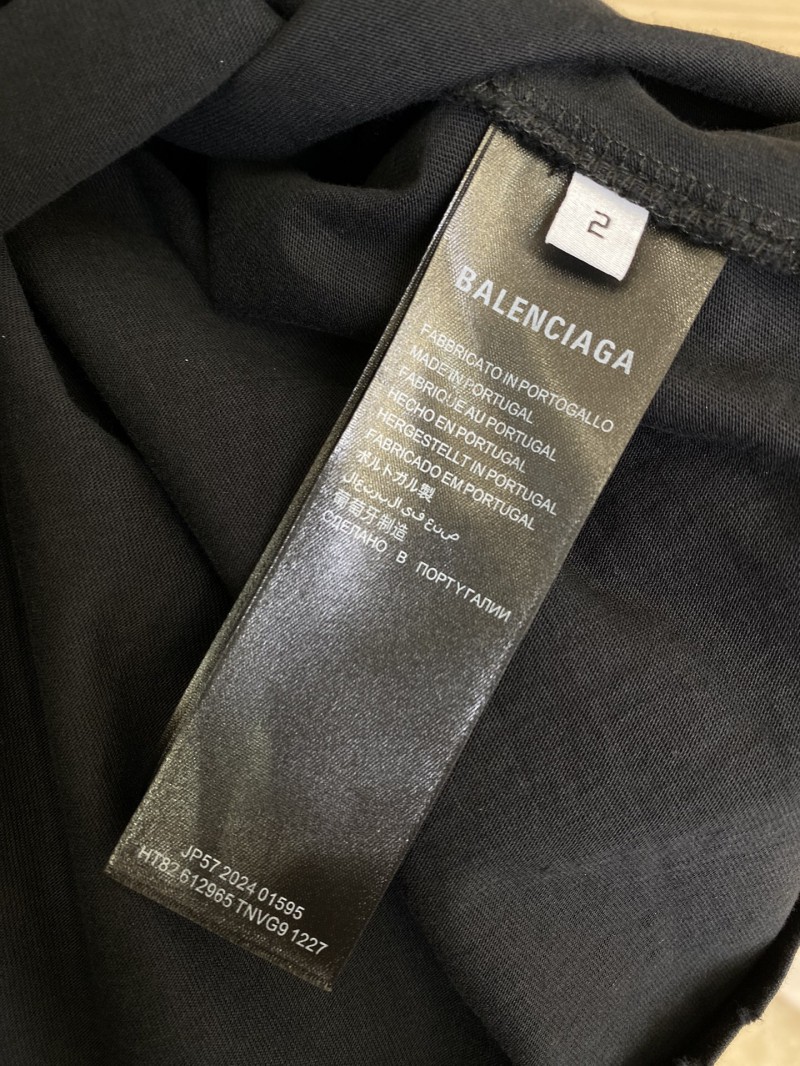 2
BALENCIAGA
FABBRICATO IN PORTOGALLO
MADE IN PORTUGAL
FABRIQUE AU PORTUGAL
HECHO EN PORTUGAL
HERGESTELLT IN PORTUGAL
FABRICADO EM PORTUGAL
ポルトガル製
صنع في البرتغال
葡萄牙制造
СДЕЛАНО В ПОРТУГАЛИИ
JP57 2024 01595
HT82 612965 TNVG9 1227